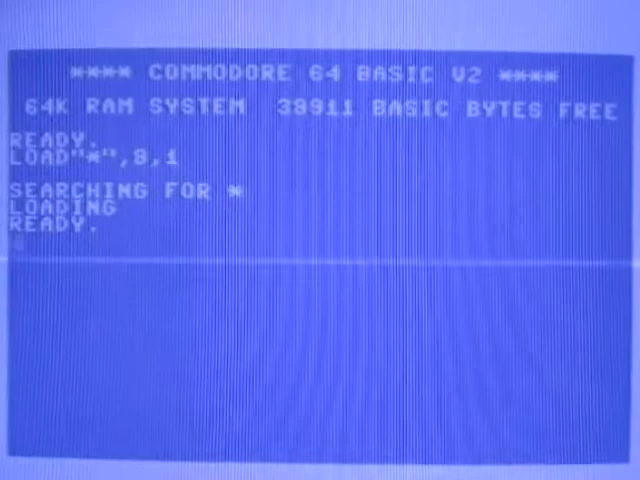 **** COMMODORE 64 BASIC V2 ****
64K RAM SYSTEM 38911 BASIC BYTES FREE
READY.
LOAD"*",8,1
SEARCHING FOR *
LOADING
READY.